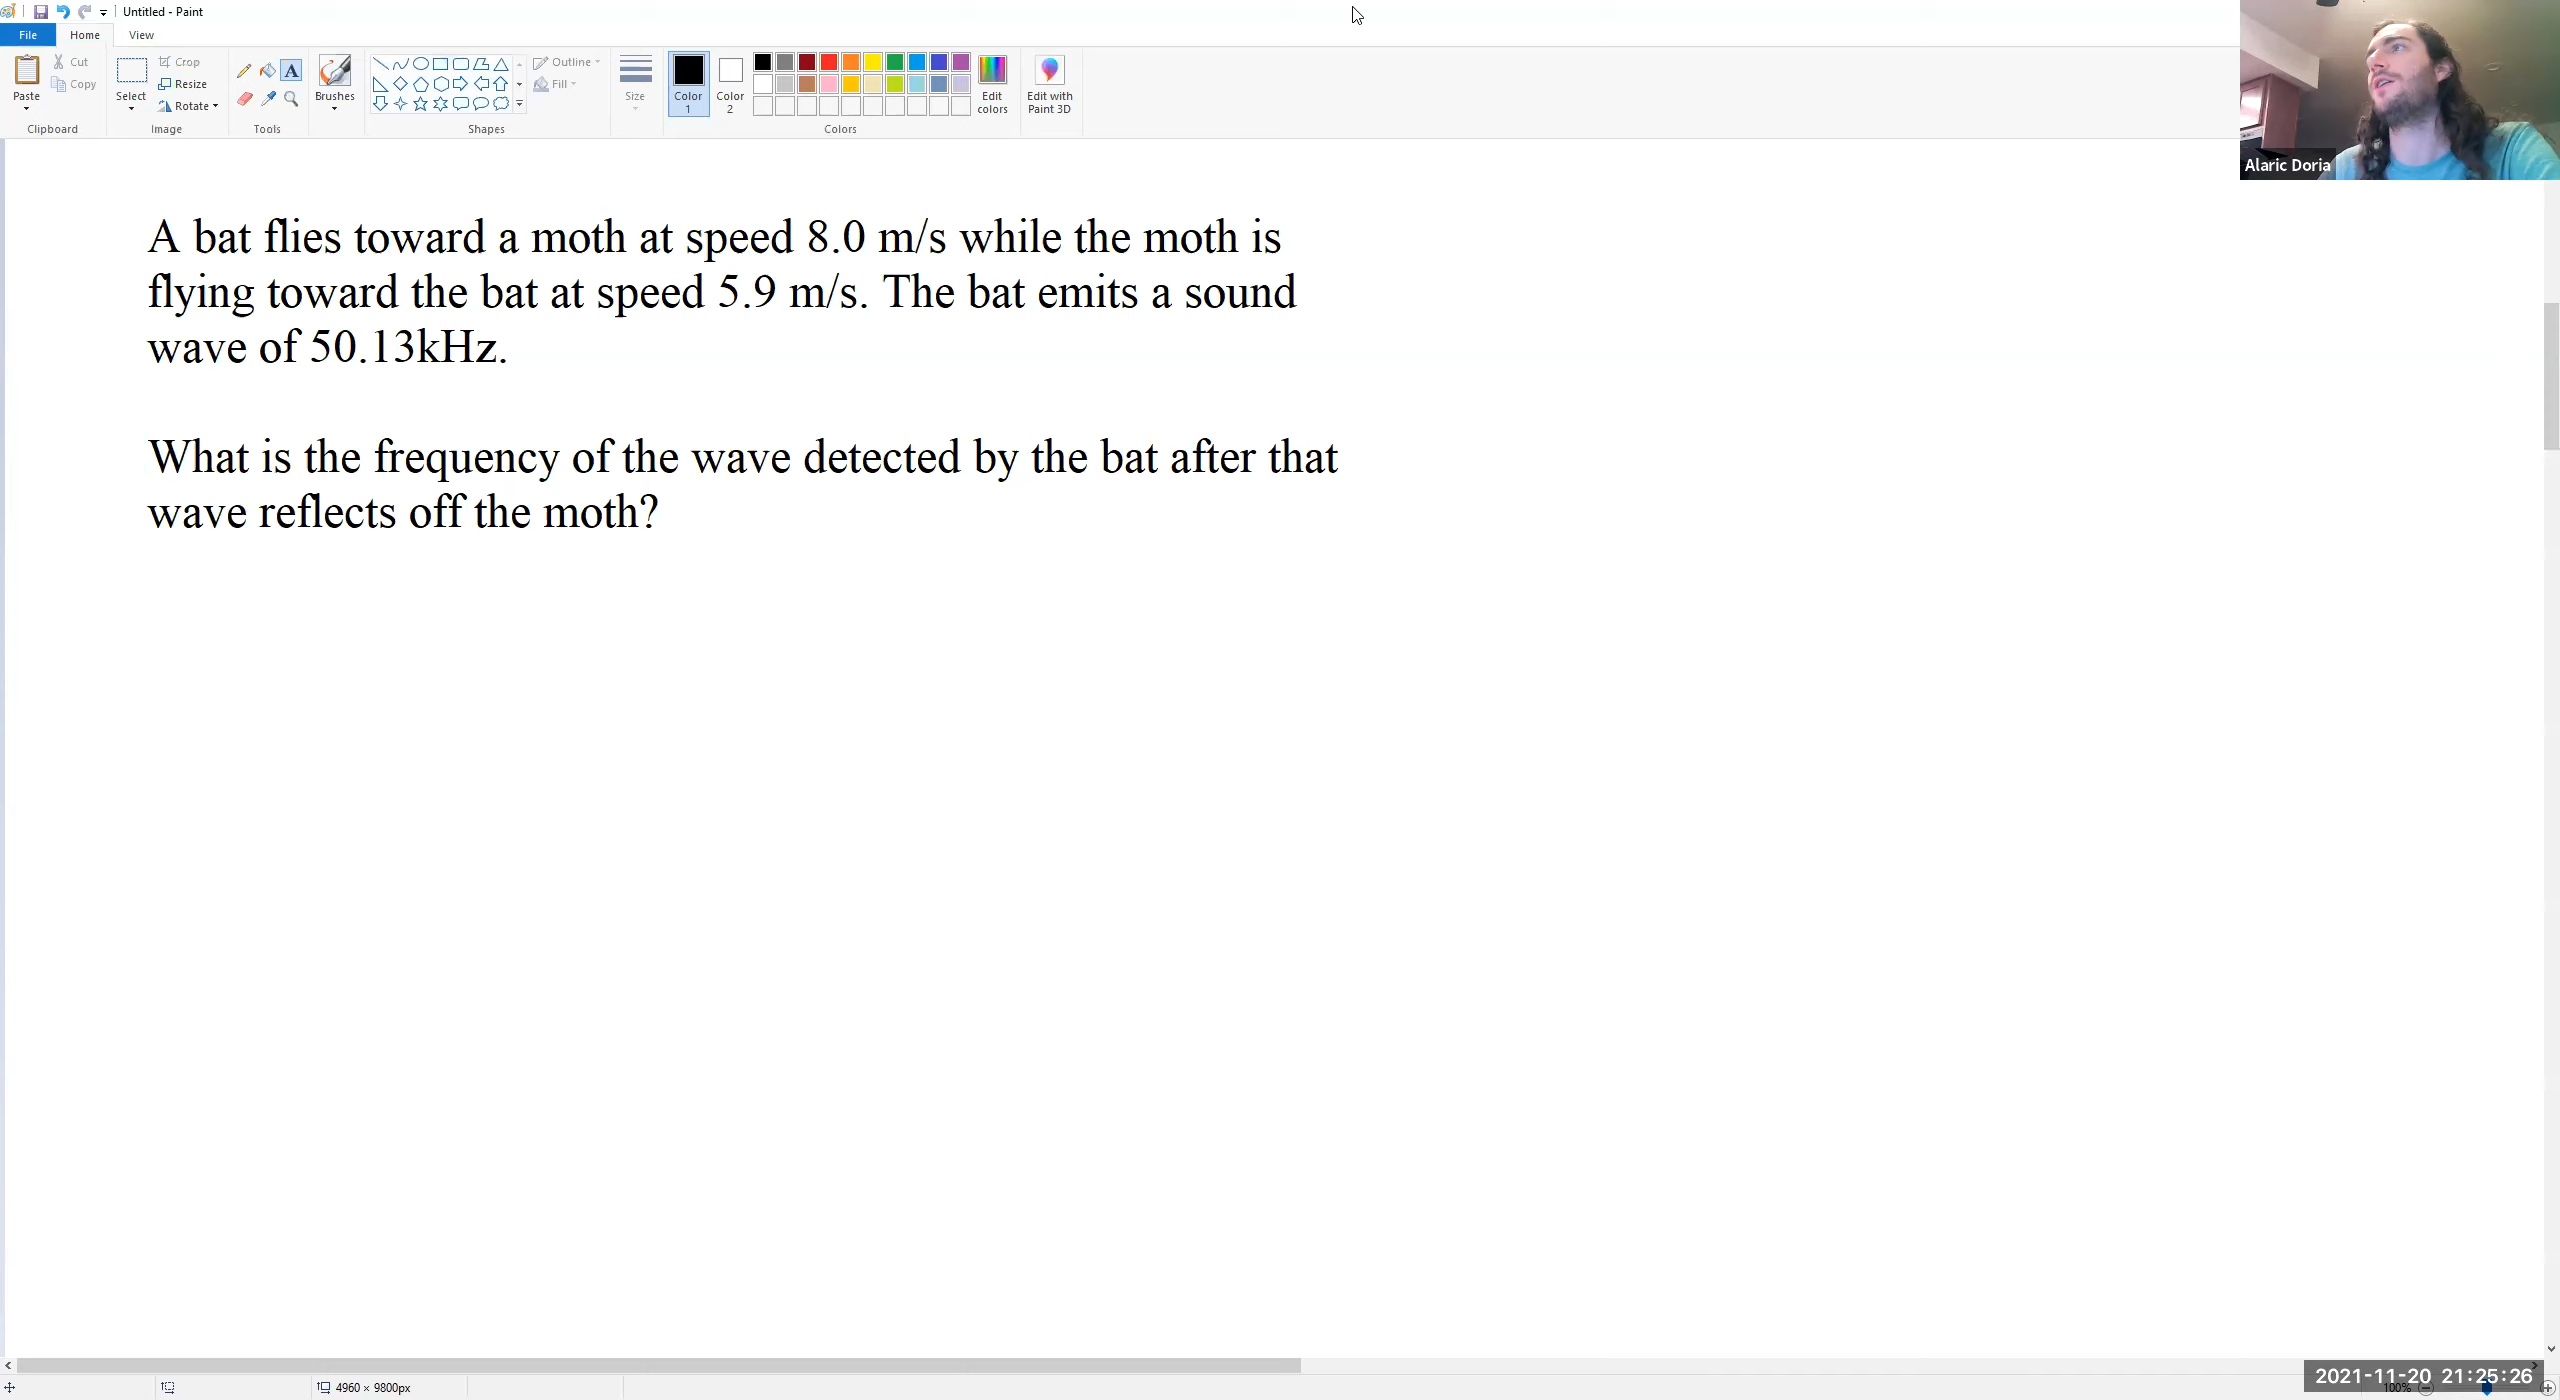 Untitled - Paint
File Home View
Paste
Cut
Copy
Clipboard
Select
Crop
Resize
Rotate
Image
A
Tools
Brushes
Shapes
Outline
Fill
Size
Color 1
Color 2
Colors
Edit colors
Edit with Paint 3D
Alaric Doria
A bat flies toward a moth at speed 8.0 m/s while the moth is
flying toward the bat at speed 5.9 m/s. The bat emits a sound
wave of 50.13kHz.
What is the frequency of the wave detected by the bat after that
wave reflects off the moth?
4960 × 9800px
100%
2021-11-20 21:25:26